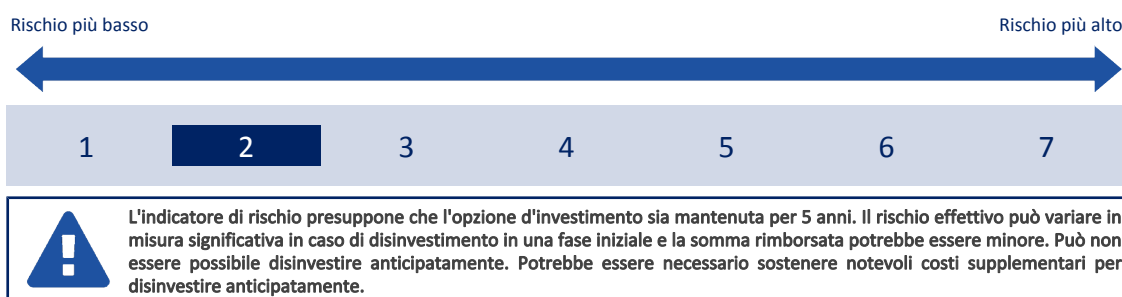 Rischio più basso Rischio più alto
1 2 3 4 5 6 7
L'indicatore di rischio presuppone che l'opzione d'investimento sia mantenuta per 5 anni. Il rischio effettivo può variare in
misura significativa in caso di disinvestimento in una fase iniziale e la somma rimborsata potrebbe essere minore. Può non
essere possibile disinvestire anticipatamente. Potrebbe essere necessario sostenere notevoli costi supplementari per
disinvestire anticipatamente.